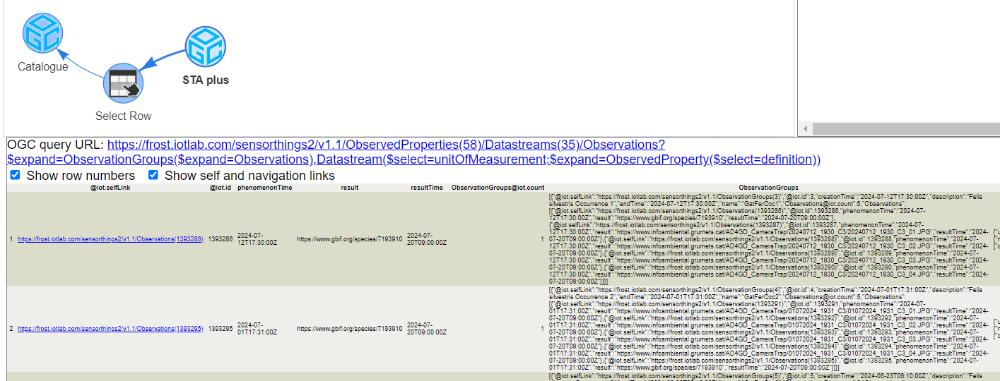 OGC
OGC
Catalogue
STA plus
Select Row
OGC query URL: https://frost.iotlab.com/sensorthings2/v1.1/ObservedProperties(58)/Datastreams(35)/Observations?
$expand=ObservationGroups($expand=Observations),Datastream($select=unitOfMeasurement;$expand=ObservedProperty($select=definition))
Show row numbers Show self and navigation links
@iot.selfLink @iot.id phenomenonTime result resultTime ObservationGroups@iot.count ObservationGroups
[{"@iot.selfLink":"https://frost.iotlab.com/sensorthings2/v1.1/ObservationGroups(3)","@iot.id":3,"creationTime":"2024-07-12T17:30:00Z","description":"Felis
silvestris Occurrence 1","endTime":"2024-07-12T17:30:00Z","name":"GatFerOcc1","Observations@iot.count":5,"Observations":
[{"@iot.selfLink":"https://frost.iotlab.com/sensorthings2/v1.1/Observations(1393286)","@iot.id":1393286,"phenomenonTime":"2024-07-
12T17:30:00Z","result":"https://www.gbif.org/species/7193910","resultTime":"2024-07-20T09:00:00Z"},
{"@iot.selfLink":"https://frost.iotlab.com/sensorthings2/v1.1/Observations(1393287)","@iot.id":1393287,"phenomenonTime":"2024-07-
12T17:30:00Z","result":"https://www.infoambiental.grumets.cat/AD4GD_CameraTrap/20240712_1930_C3/20240712_1930_C3_01.JPG","resultTime":"2024-
1 https://frost.iotlab.com/sensorthings2/v1.1/Observations(1393286) 1393286 2024-07-12T17:30:00Z https://www.gbif.org/species/7193910 2024-07-20T09:00:00Z 1
07-20T09:00:00Z"},{"@iot.selfLink":"https://frost.iotlab.com/sensorthings2/v1.1/Observations(1393288)","@iot.id":1393288,"phenomenonTime":"2024-07-
12T17:30:00Z","result":"https://www.infoambiental.grumets.cat/AD4GD_CameraTrap/20240712_1930_C3/20240712_1930_C3_02.JPG","resultTime":"2024-
07-20T09:00:00Z"},{"@iot.selfLink":"https://frost.iotlab.com/sensorthings2/v1.1/Observations(1393289)","@iot.id":1393289,"phenomenonTime":"2024-07-
12T17:30:00Z","result":"https://www.infoambiental.grumets.cat/AD4GD_CameraTrap/20240712_1930_C3/20240712_1930_C3_03.JPG","resultTime":"2024-
07-20T09:00:00Z"},{"@iot.selfLink":"https://frost.iotlab.com/sensorthings2/v1.1/Observations(1393290)","@iot.id":1393290,"phenomenonTime":"2024-07-
12T17:30:00Z","result":"https://www.infoambiental.grumets.cat/AD4GD_CameraTrap/20240712_1930_C3/20240712_1930_C3_04.JPG","resultTime":"2024-
07-20T09:00:00Z"}]}]
[{"@iot.selfLink":"https://frost.iotlab.com/sensorthings2/v1.1/ObservationGroups(4)","@iot.id":4,"creationTime":"2024-07-01T17:31:00Z","description":"Felis
silvestris Occurrence 2","endTime":"2024-07-01T17:31:00Z","name":"GatFerOcc2","Observations@iot.count":5,"Observations":
[{"@iot.selfLink":"https://frost.iotlab.com/sensorthings2/v1.1/Observations(1393291)","@iot.id":1393291,"phenomenonTime":"2024-07-
01T17:31:00Z","result":"https://www.infoambiental.grumets.cat/AD4GD_CameraTrap/01072024_1931_C3/01072024_1931_C3_01.JPG","resultTime":"2024-
07-20T09:00:00Z"},{"@iot.selfLink":"https://frost.iotlab.com/sensorthings2/v1.1/Observations(1393292)","@iot.id":1393292,"phenomenonTime":"2024-07-
2 https://frost.iotlab.com/sensorthings2/v1.1/Observations(1393295) 1393295 2024-07-01T17:31:00Z https://www.gbif.org/species/7193910 2024-07-20T09:00:00Z 1
01T17:31:00Z","result":"https://www.infoambiental.grumets.cat/AD4GD_CameraTrap/01072024_1931_C3/01072024_1931_C3_02.JPG","resultTime":"2024-
07-20T09:00:00Z"},{"@iot.selfLink":"https://frost.iotlab.com/sensorthings2/v1.1/Observations(1393293)","@iot.id":1393293,"phenomenonTime":"2024-07-
01T17:31:00Z","result":"https://www.infoambiental.grumets.cat/AD4GD_CameraTrap/01072024_1931_C3/01072024_1931_C3_03.JPG","resultTime":"2024-
07-20T09:00:00Z"},{"@iot.selfLink":"https://frost.iotlab.com/sensorthings2/v1.1/Observations(1393294)","@iot.id":1393294,"phenomenonTime":"2024-07-
01T17:31:00Z","result":"https://www.infoambiental.grumets.cat/AD4GD_CameraTrap/01072024_1931_C3/01072024_1931_C3_04.JPG","resultTime":"2024-
07-20T09:00:00Z"},{"@iot.selfLink":"https://frost.iotlab.com/sensorthings2/v1.1/Observations(1393295)","@iot.id":1393295,"phenomenonTime":"2024-07-
01T17:31:00Z","result":"https://www.gbif.org/species/7193910","resultTime":"2024-07-20T09:00:00Z"}]}]
[{"@iot.selfLink":"https://frost.iotlab.com/sensorthings2/v1.1/ObservationGroups(5)","@iot.id":5,"creationTime":"2024-06-23T06:10:00Z","description":"Felis